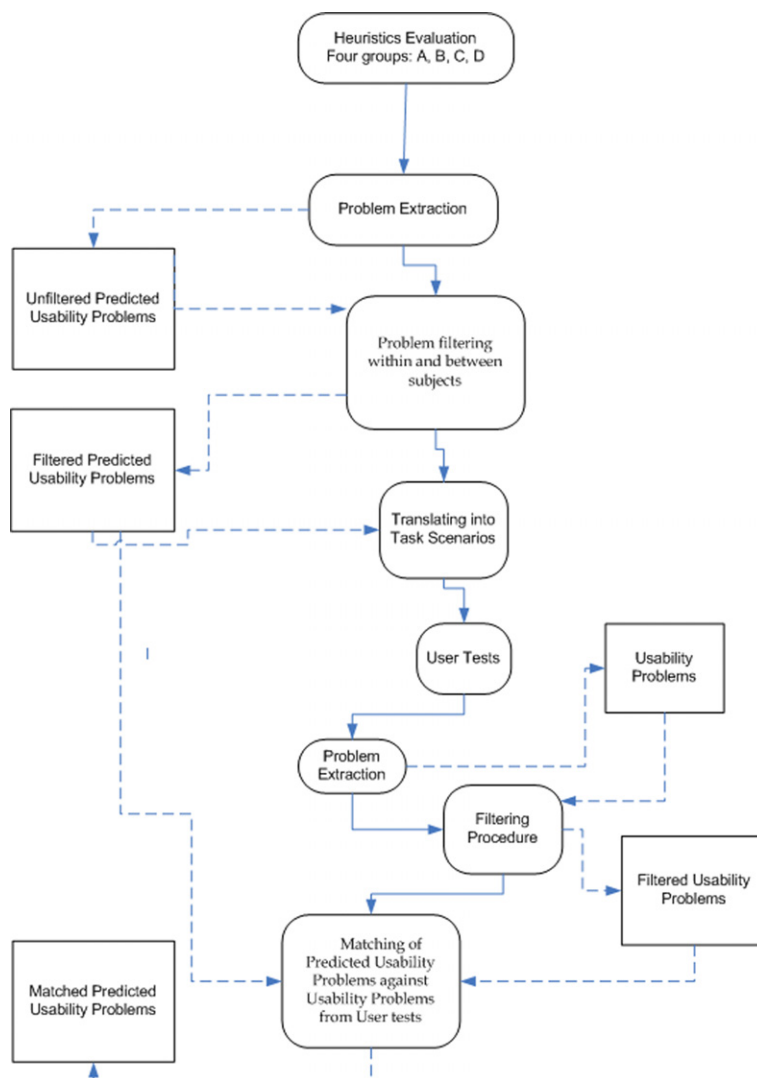 Heuristics Evaluation
Four groups: A, B, C, D
Problem Extraction
Unfiltered Predicted
Usability Problems
Problem filtering
within and between
subjects
Filtered Predicted
Usability Problems
Translating into
Task Scenarios
User Tests
Usability
Problems
Problem
Extraction
Filtering
Procedure
Filtered Usability
Problems
Matching of
Predicted Usability
Problems against
Usability Problems
from User tests
Matched Predicted
Usability Problems